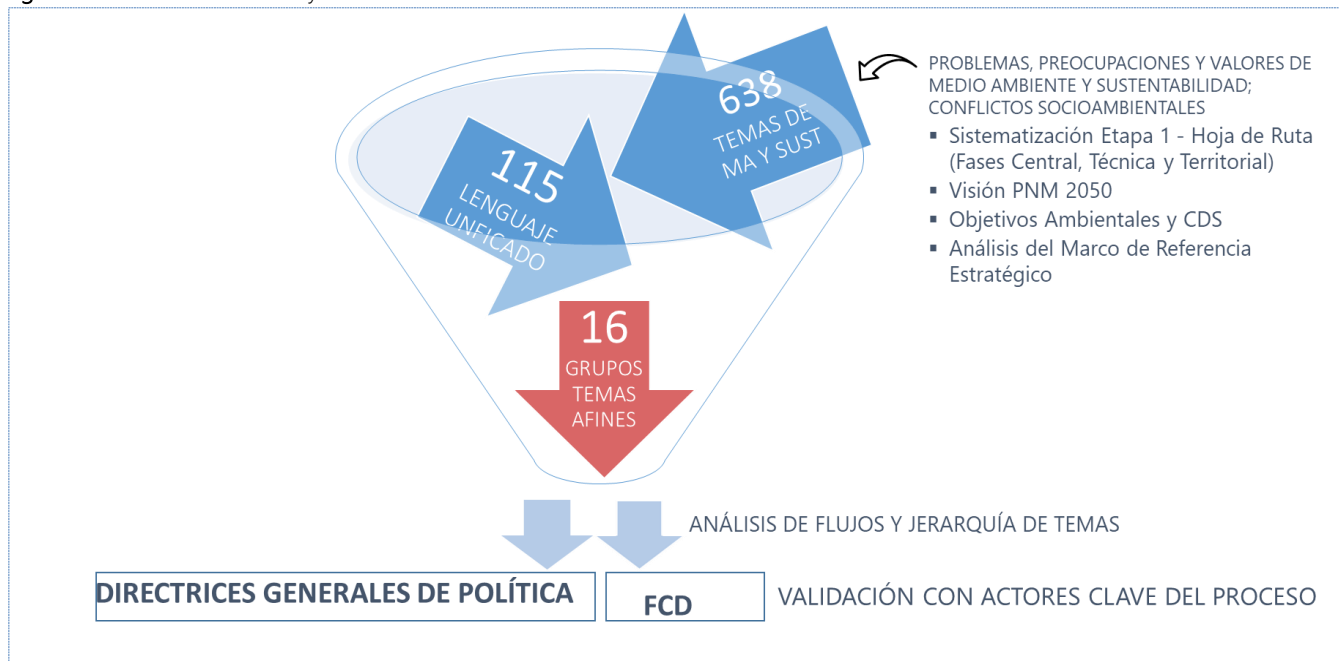 638
TEMAS DE
MA Y SUST
115
LENGUAJE
UNFICADO
PROBLEMAS, PREOCUPACIONES Y VALORES DE
MEDIO AMBIENTE Y SUSTENTABILIDAD;
CONFLICTOS SOCIOAMBIENTALES
▪ Sistematización Etapa 1 - Hoja de Ruta
(Fases Central, Técnica y Territorial)
▪ Visión PNM 2050
▪ Objetivos Ambientales y CDS
▪ Análisis del Marco de Referencia
Estratégico
16
GRUPOS
TEMAS
AFINES
ANÁLISIS DE FLUJOS Y JERARQUÍA DE TEMAS
DIRECTRICES GENERALES DE POLÍTICA
FCD
VALIDACIÓN CON ACTORES CLAVE DEL PROCESO